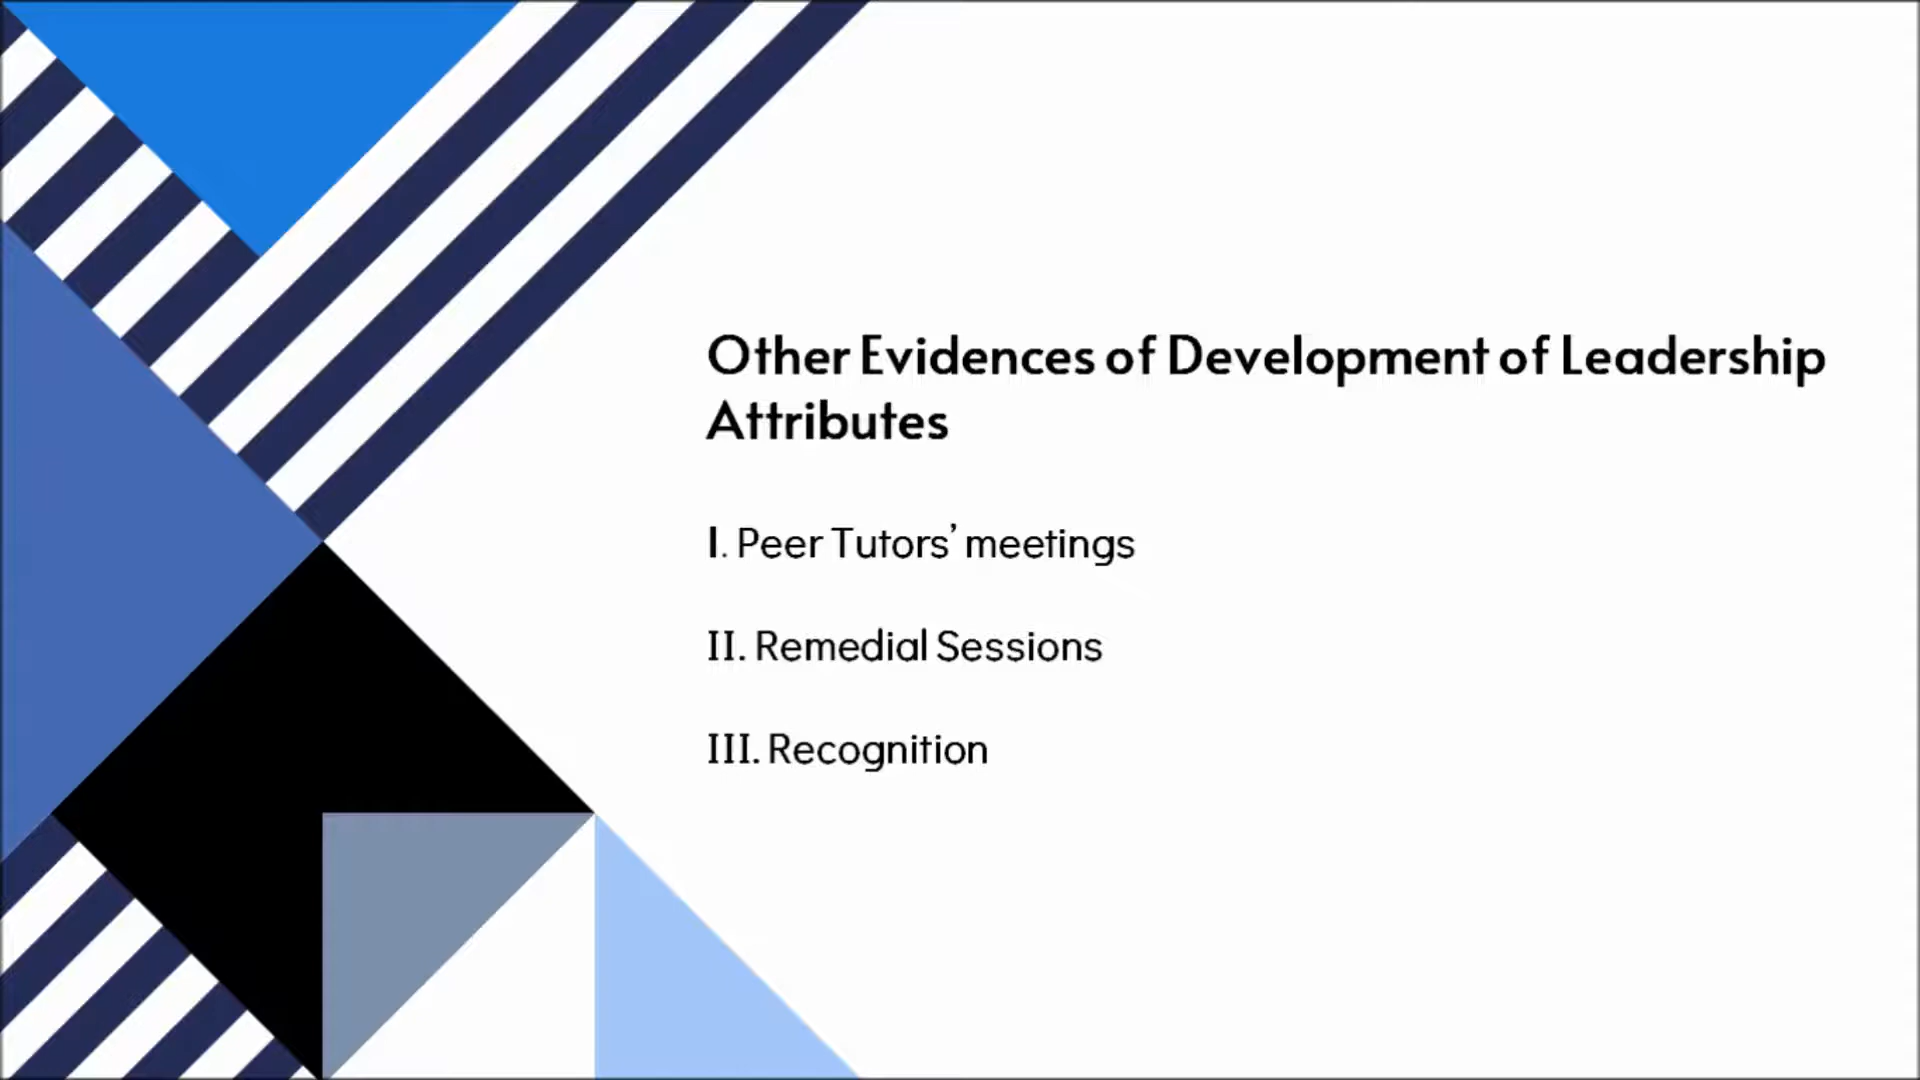 Other Evidences of Development of Leadership
Attributes
I. Peer Tutors’ meetings
II. Remedial Sessions
III. Recognition